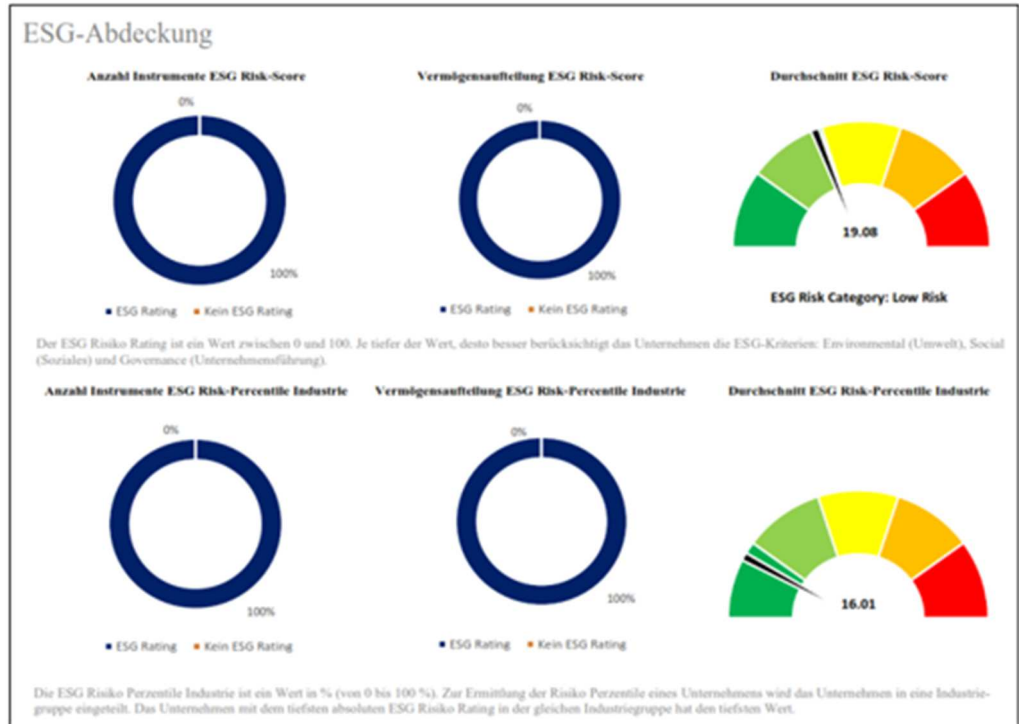 ESG-Abdeckung
Anzahl Instrumente ESG Risk-Score
Vermögensaufteilung ESG Risk-Score
Durchschnitt ESG Risk-Score
0%
0%
19.08
100%
100%
ESG Risk Category: Low Risk
ESG Rating Kein ESG Rating
ESG Rating Kein ESG Rating
Der ESG Risiko Rating ist ein Wert zwischen 0 und 100. Je tiefer der Wert, desto besser berücksichtigt das Unternehmen die ESG-Kriterien: Environmental (Umwelt), Social
(Soziales) und Governance (Unternehmensführung).
Anzahl Instrumente ESG Risk-Percentile Industrie
Vermögensaufteilung ESG Risk-Percentile Industrie
Durchschnitt ESG Risk-Percentile Industrie
0%
0%
16.01
100%
100%
ESG Rating Kein ESG Rating
ESG Rating Kein ESG Rating
Die ESG Risiko Perzentile Industrie ist ein Wert in % (von 0 bis 100 %). Zur Ermittlung der Risiko Perzentile eines Unternehmens wird das Unternehmen in eine Industrie-
gruppe eingeteilt. Das Unternehmen mit dem tiefsten absoluten ESG Risiko Rating in der gleichen Industriegruppe hat den tiefsten Wert.